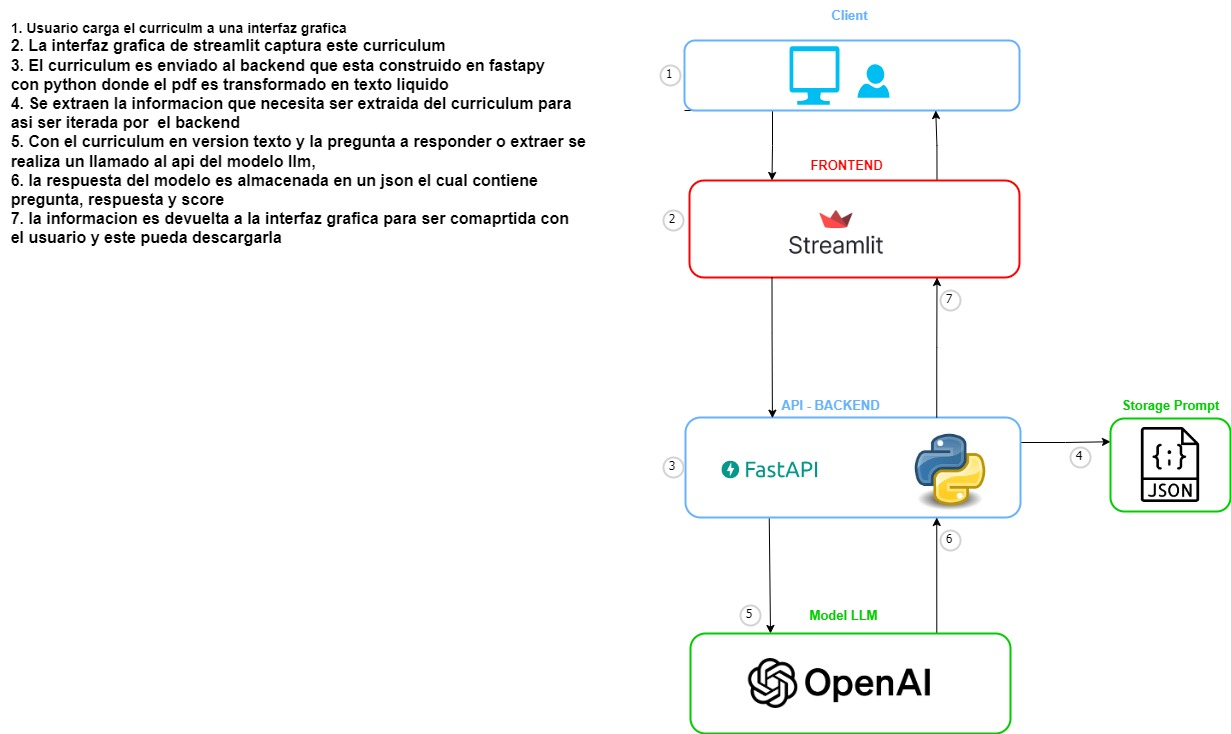 1. Usuario carga el curriculm a una interfaz grafica
2. La interfaz grafica de streamlit captura este curriculum
3. El curriculum es enviado al backend que esta construido en fastapy
con python donde el pdf es transformado en texto liquido
4. Se extraen la informacion que necesita ser extraida del curriculum para
asi ser iterada por  el backend
5. Con el curriculum en version texto y la pregunta a responder o extraer se
realiza un llamado al api del modelo llm,
6. la respuesta del modelo es almacenada en un json el cual contiene
pregunta, respuesta y score
7. la informacion es devuelta a la interfaz grafica para ser comaprtida con
el usuario y este pueda descargarla
Client
1
FRONTEND
2
Streamlit
7
API - BACKEND
3
FastAPI
Storage Prompt
{;}
JSON
4
6
5
Model LLM
OpenAI